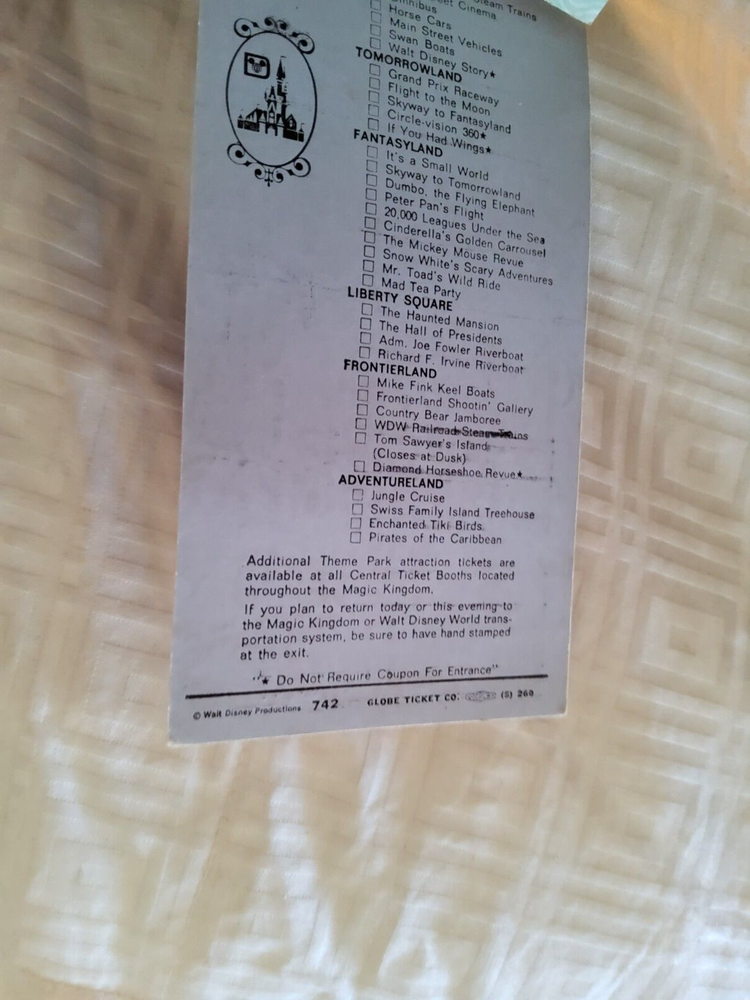 Steam Trains
Cinema
Omnibus
Horse Cars
Main Street Vehicles
Swan Boats
Walt Disney Story★
TOMORROWLAND
Grand Prix Raceway
Flight to the Moon
Skyway to Fantasyland
Circle-vision 360★
If You Had Wings★
FANTASYLAND
It's a Small World
Skyway to Tomorrowland
Dumbo, the Flying Elephant
Peter Pan's Flight
20,000 Leagues Under the Sea
Cinderella's Golden Carrousel
The Mickey Mouse Revue
Snow White's Scary Adventures
Mr. Toad's Wild Ride
Mad Tea Party
LIBERTY SQUARE
The Haunted Mansion
The Hall of Presidents
Adm. Joe Fowler Riverboat
Richard F. Irvine Riverboat
FRONTIERLAND
Mike Fink Keel Boats
Frontierland Shootin' Gallery
Country Bear Jamboree
WDW Railroad Steam Trains
Tom Sawyer's Island
(Closes at Dusk)
Diamond Horseshoe Revue★
ADVENTURELAND
Jungle Cruise
Swiss Family Island Treehouse
Enchanted Tiki Birds
Pirates of the Caribbean
Additional Theme Park attraction tickets are
available at all Central Ticket Booths located
throughout the Magic Kingdom.
If you plan to return today or this evening to
the Magic Kingdom or Walt Disney World trans-
portation system, be sure to have hand stamped
at the exit.
"★ Do Not Require Coupon For Entrance"
© Walt Disney Productions 742 GLOBE TICKET CO. (5) 260